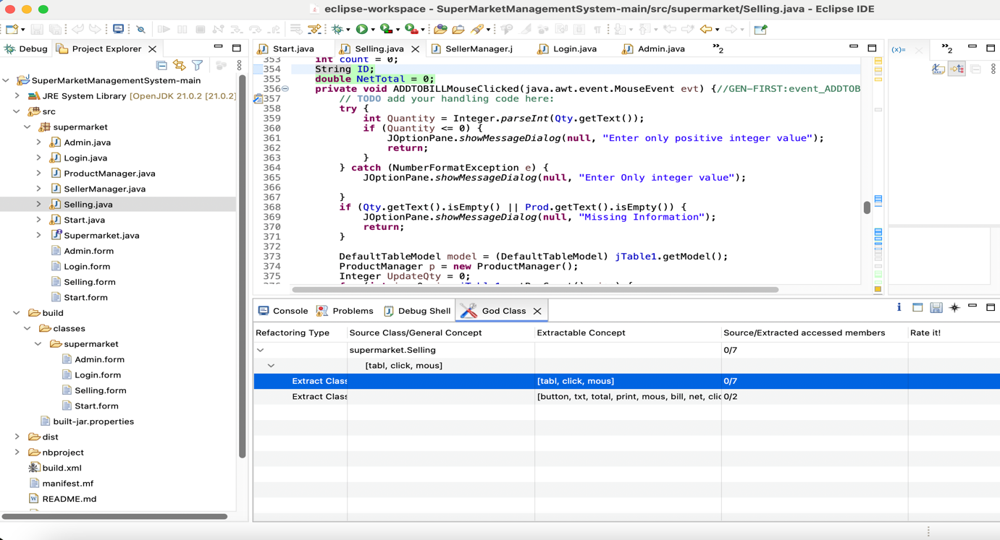 eclipse-workspace - SuperMarketManagementSystem-main/src/supermarket/Selling.java - Eclipse IDE
Debug Project Explorer
SuperMarketManagementSystem-main
JRE System Library [OpenJDK 21.0.2 [21.0.2]
src
supermarket
Admin.java
Login.java
ProductManager.java
SellerManager.java
Selling.java
Start.java
Supermarket.java
Admin.form
Login.form
Selling.form
Start.form
build
classes
supermarket
Admin.form
Login.form
Selling.form
Start.form
built-jar.properties
dist
nbproject
build.xml
manifest.mf
README.md
Start.java Selling.java SellerManager.j Login.java Admin.java »2
353 int count = 0;
354 String ID;
355 double NetTotal = 0;
356 private void ADDTOBILLMouseClicked(java.awt.event.MouseEvent evt) {//GEN-FIRST:event_ADDTOB
357 // TODO add your handling code here:
358 try {
359 int Quantity = Integer.parseInt(Qty.getText());
360 if (Quantity <= 0) {
361 JOptionPane.showMessageDialog(null, "Enter only positive integer value");
362 return;
363 }
364 } catch (NumberFormatException e) {
365 JOptionPane.showMessageDialog(null, "Enter Only integer value");
366
367 }
368 if (Qty.getText().isEmpty() || Prod.getText().isEmpty()) {
369 JOptionPane.showMessageDialog(null, "Missing Information");
370 return;
371 }
372
373 DefaultTableModel model = (DefaultTableModel) jTable1.getModel();
374 ProductManager p = new ProductManager();
375 Integer UpdateQty = 0;
(x)= »2
Console Problems Debug Shell God Class
Refactoring Type Source Class/General Concept Extractable Concept Source/Extracted accessed members Rate it!
supermarket.Selling 0/7
[tabl, click, mous]
Extract Class [tabl, click, mous] 0/7
Extract Class [button, txt, total, print, mous, bill, net, clic 0/2